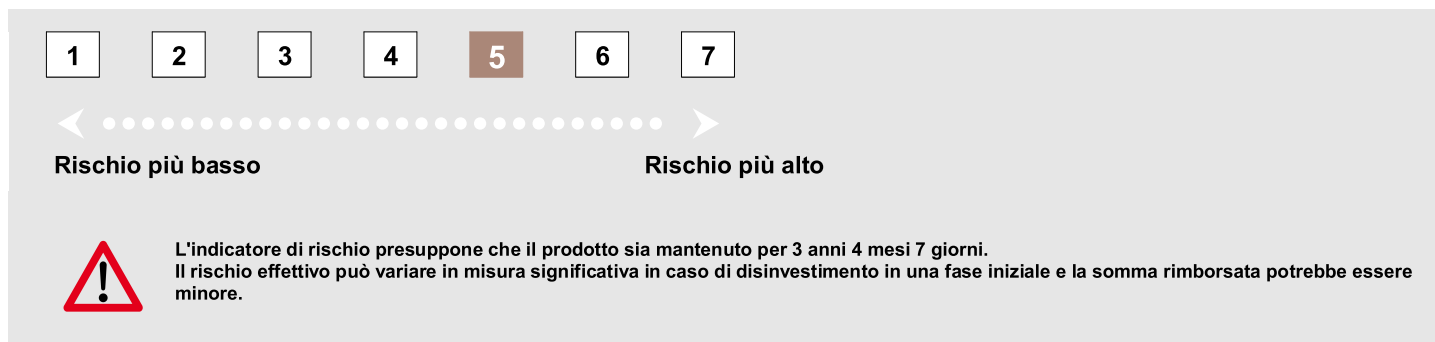 1 2 3 4 5 6 7
Rischio più basso Rischio più alto
L'indicatore di rischio presuppone che il prodotto sia mantenuto per 3 anni 4 mesi 7 giorni.
Il rischio effettivo può variare in misura significativa in caso di disinvestimento in una fase iniziale e la somma rimborsata potrebbe essere
minore.